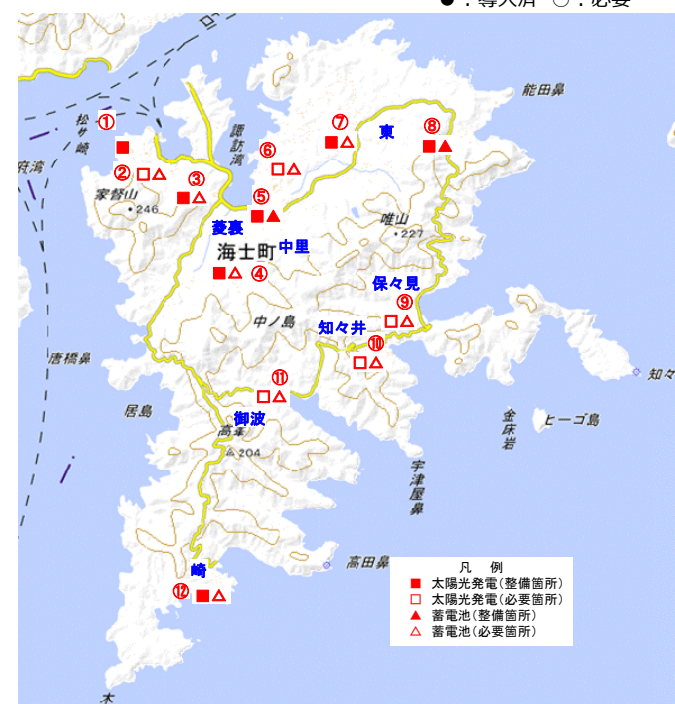 ●：導入済 ○：必要
能田鼻
①
松ケ崎
⑦
東
⑧
諏訪湾
⑥
府湾
②
③
家督山
・246
⑤
唯山
・227
菱裏
海士町
中里
④
保々見
⑨
中ノ島
知々井
⑩
唐橋鼻
知々
⑪
居島
御波
金床岩
ヒーゴ島
204
宇津屋鼻
高田鼻
崎
⑫
木
凡 例
■ 太陽光発電(整備箇所)
□ 太陽光発電(必要箇所)
▲ 蓄電池(整備箇所)
△ 蓄電池(必要箇所)